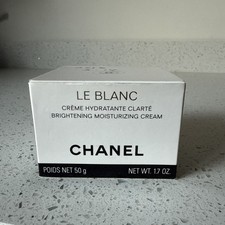 LE BLANC
CRÈME HYDRATANTE CLARTÉ
BRIGHTENING MOISTURIZING CREAM
CHANEL
POIDS NET 50 g NET WT. 1.7 OZ.